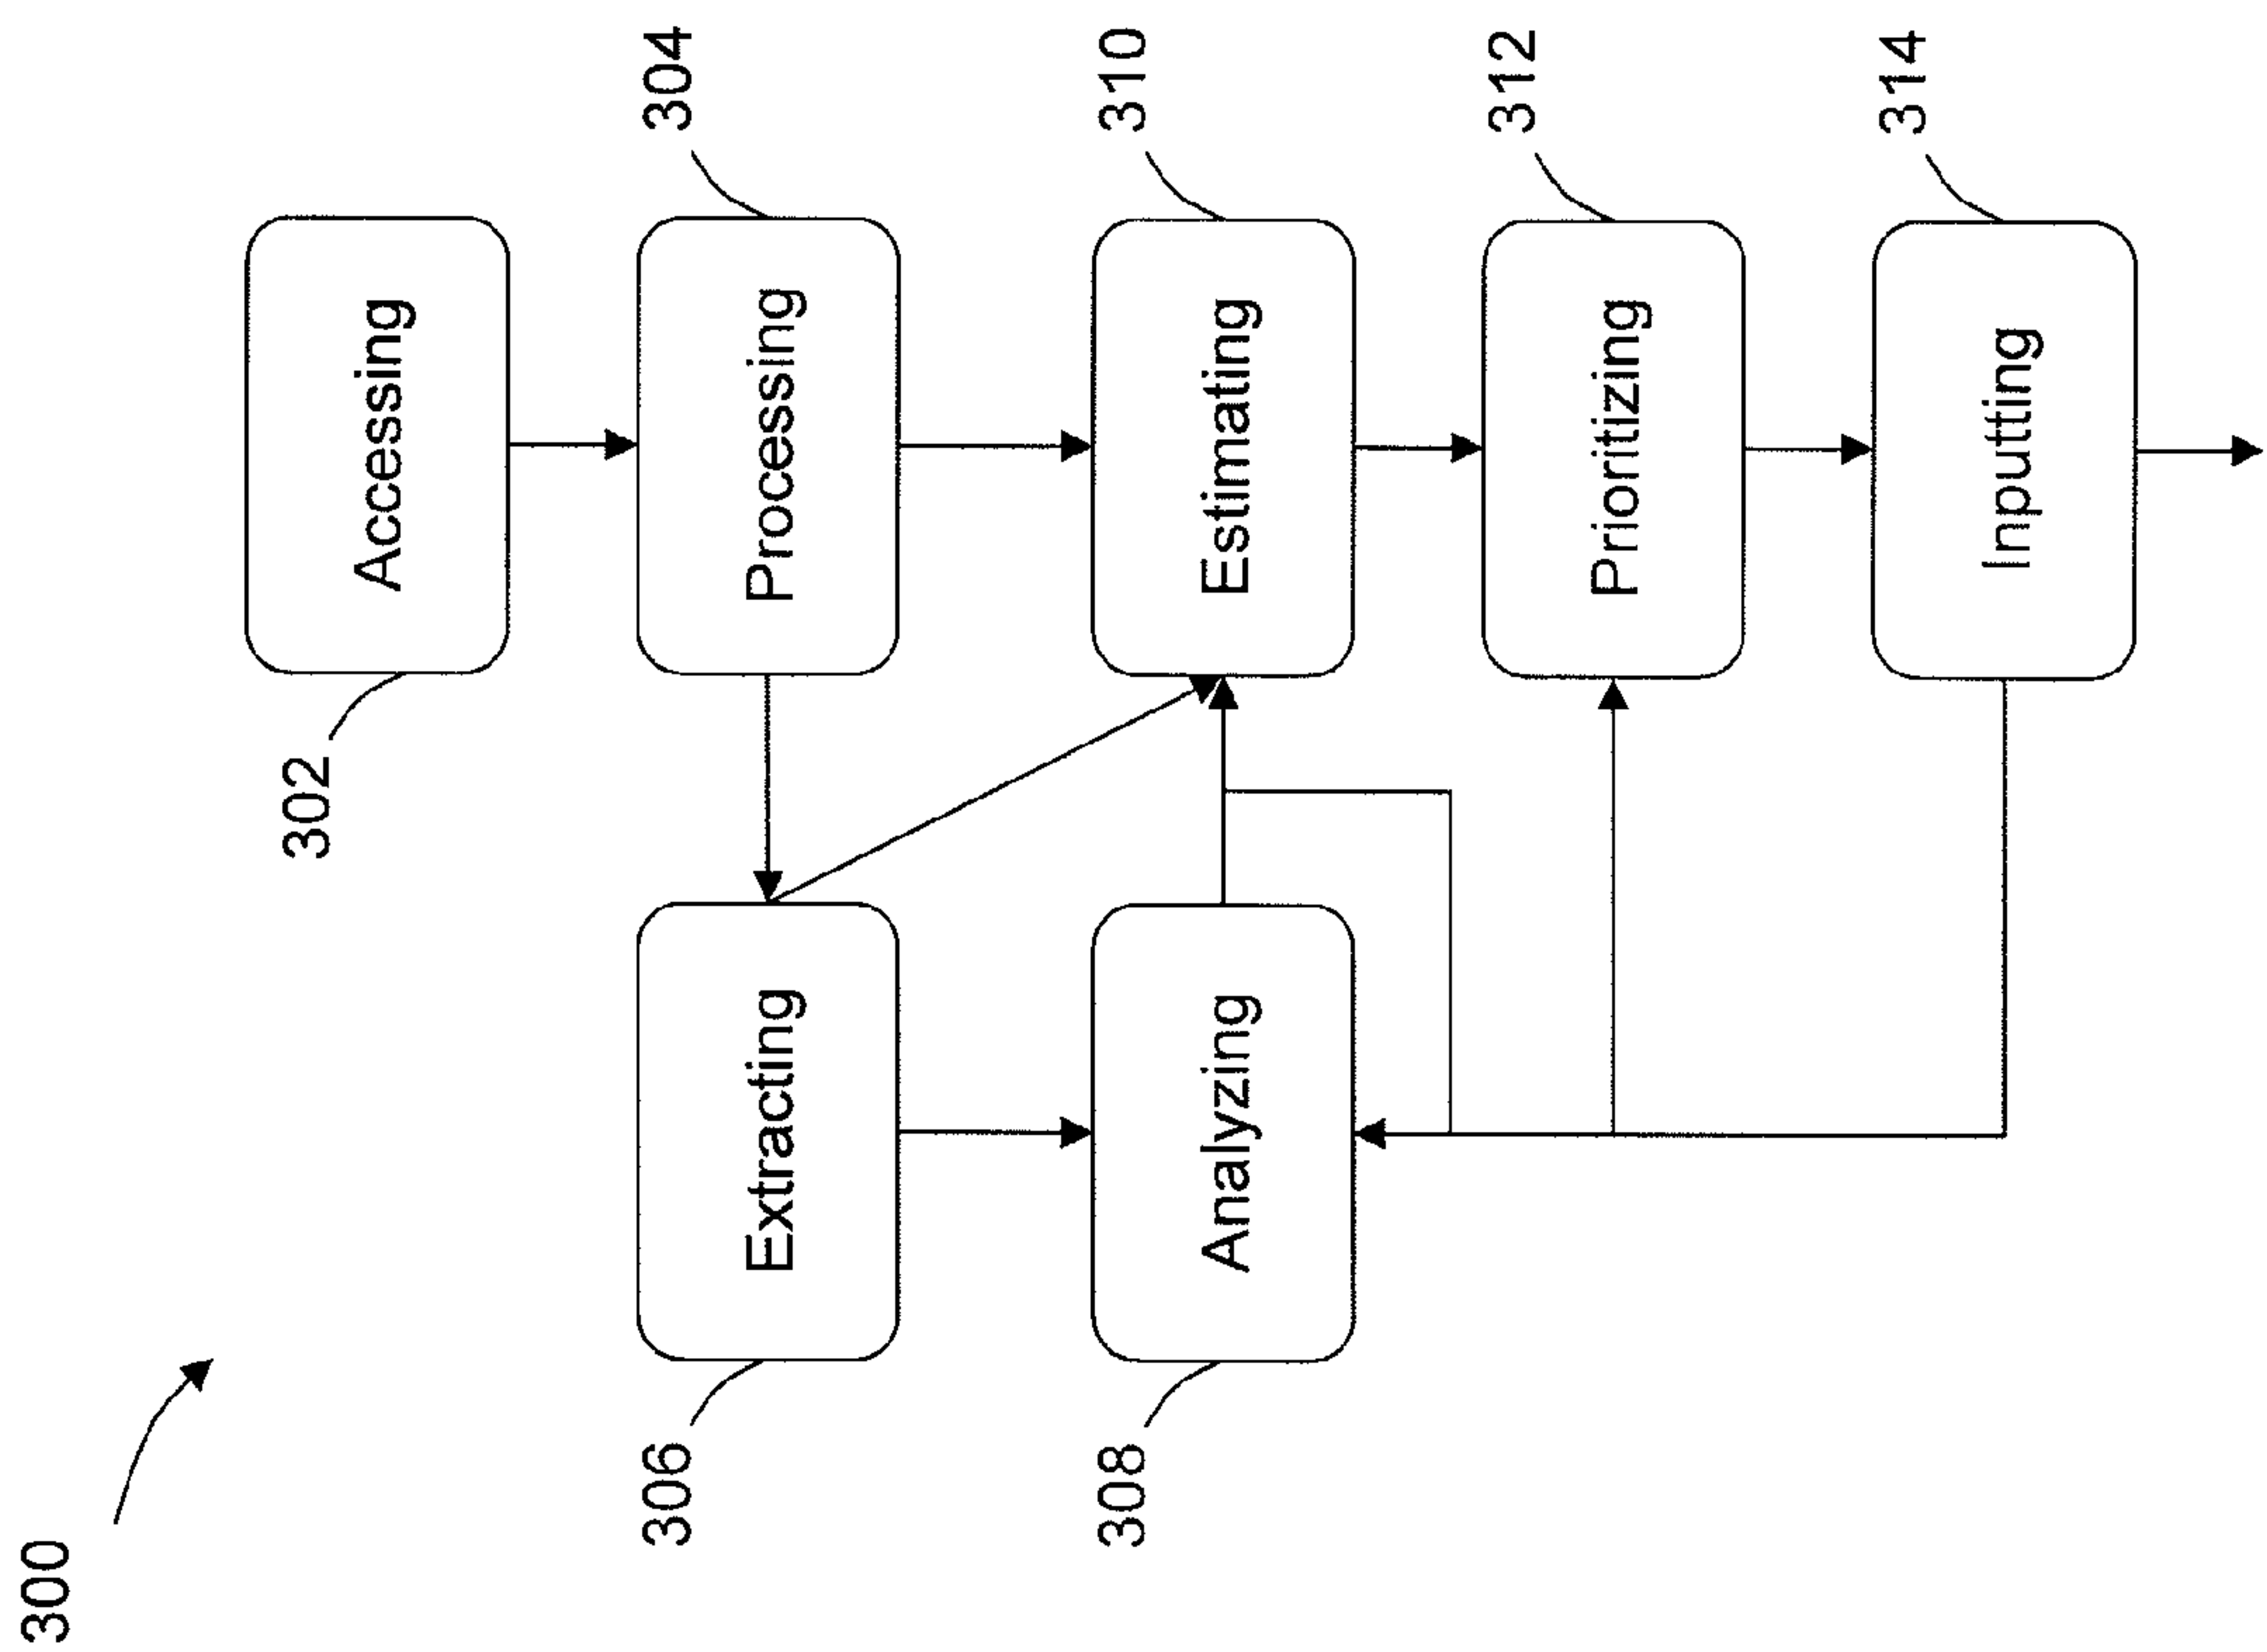 300
302
Accessing
306
304
Extracting
Processing
308
310
Analyzing
Estimating
312
Prioritizing
314
Inputting